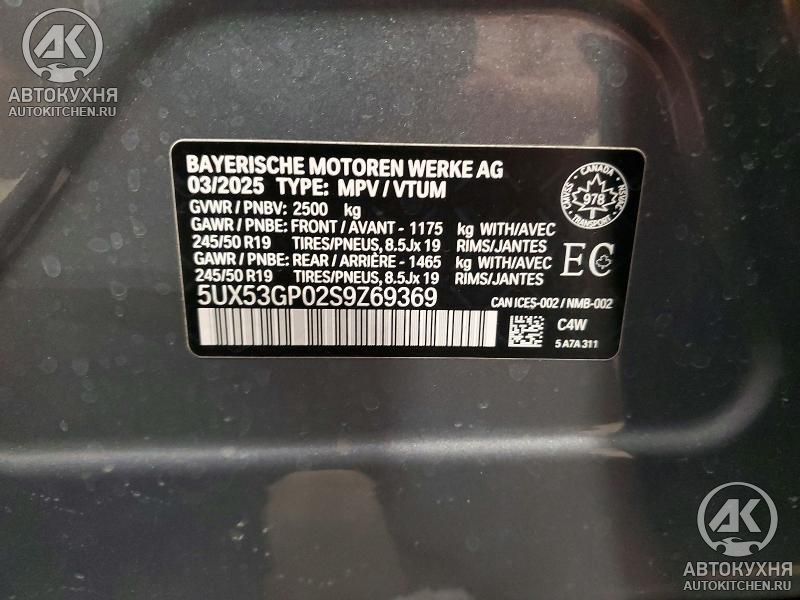 АВТОКУХНЯ
AUTOKITCHEN.RU
BAYERISCHE MOTOREN WERKE AG
03/2025 TYPE: MPV / VTUM
GVWR / PNBV: 2500 kg
GAWR / PNBE: FRONT / AVANT - 1175 kg WITH/AVEC
245/50 R19 TIRES/PNEUS, 8.5Jx 19 RIMS/JANTES
GAWR / PNBE: REAR / ARRIÈRE - 1465 kg WITH/AVEC
245/50 R19 TIRES/PNEUS, 8.5Jx 19 RIMS/JANTES
5UX53GP02S9Z69369
CANADA
CMVSS
NSVAC
978
TRANSPORT
EC
CAN ICES-002 / NMB-002
C4W
5 A7A 311
АВТОКУХНЯ
AUTOKITCHEN.RU